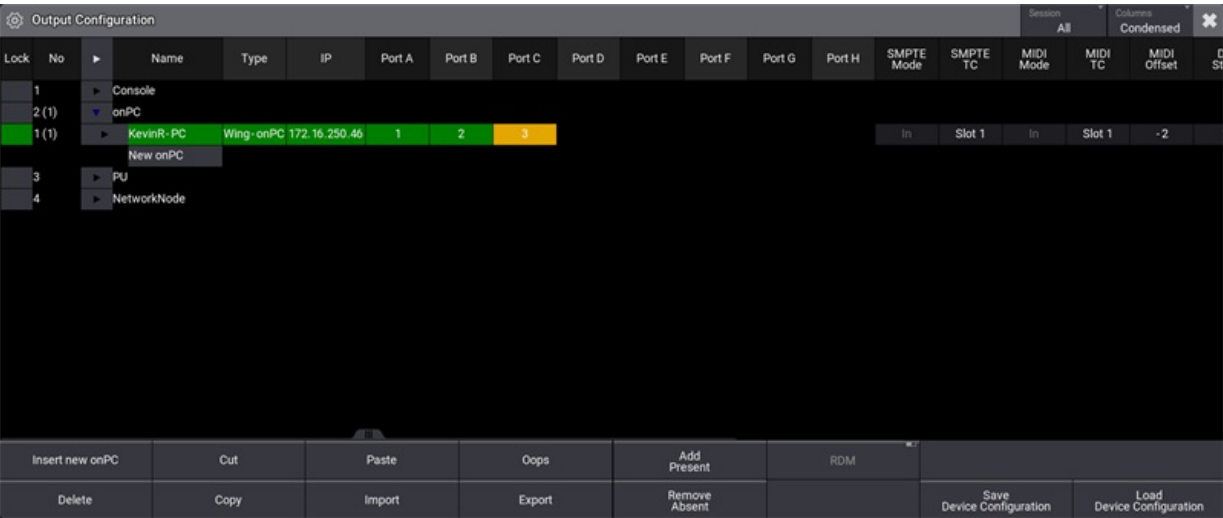 Output Configuration
Session
All
Columns
Condensed
Lock No Name Type IP Port A Port B Port C Port D Port E Port F Port G Port H SMPTE Mode SMPTE TC MIDI Mode MIDI TC MIDI Offset
1 Console
2 (1) onPC
1 (1) KevinR-PC Wing-onPC 172.16.250.46 1 2 3 In Slot 1 In Slot 1 -2
New onPC
3 PU
4 NetworkNode
Insert new onPC Cut Paste Oops Add Present RDM
Delete Copy Import Export Remove Absent Save Device Configuration Load Device Configuration